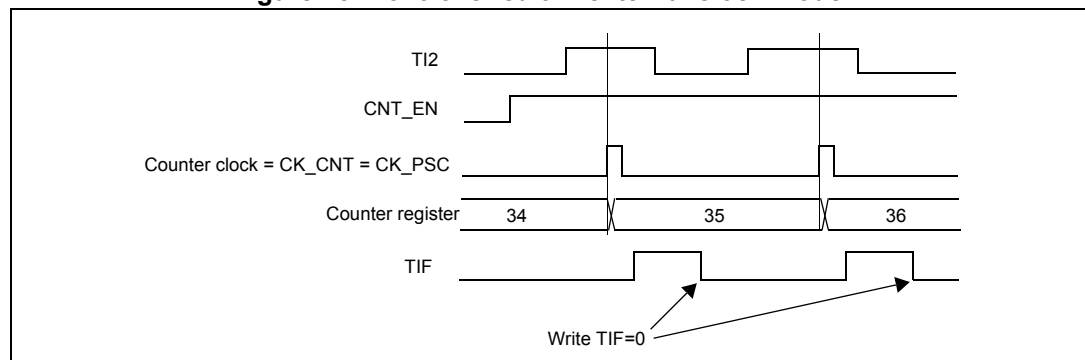 TI2
CNT_EN
Counter clock = CK_CNT = CK_PSC
Counter register 34 35 36
TIF
Write TIF=0